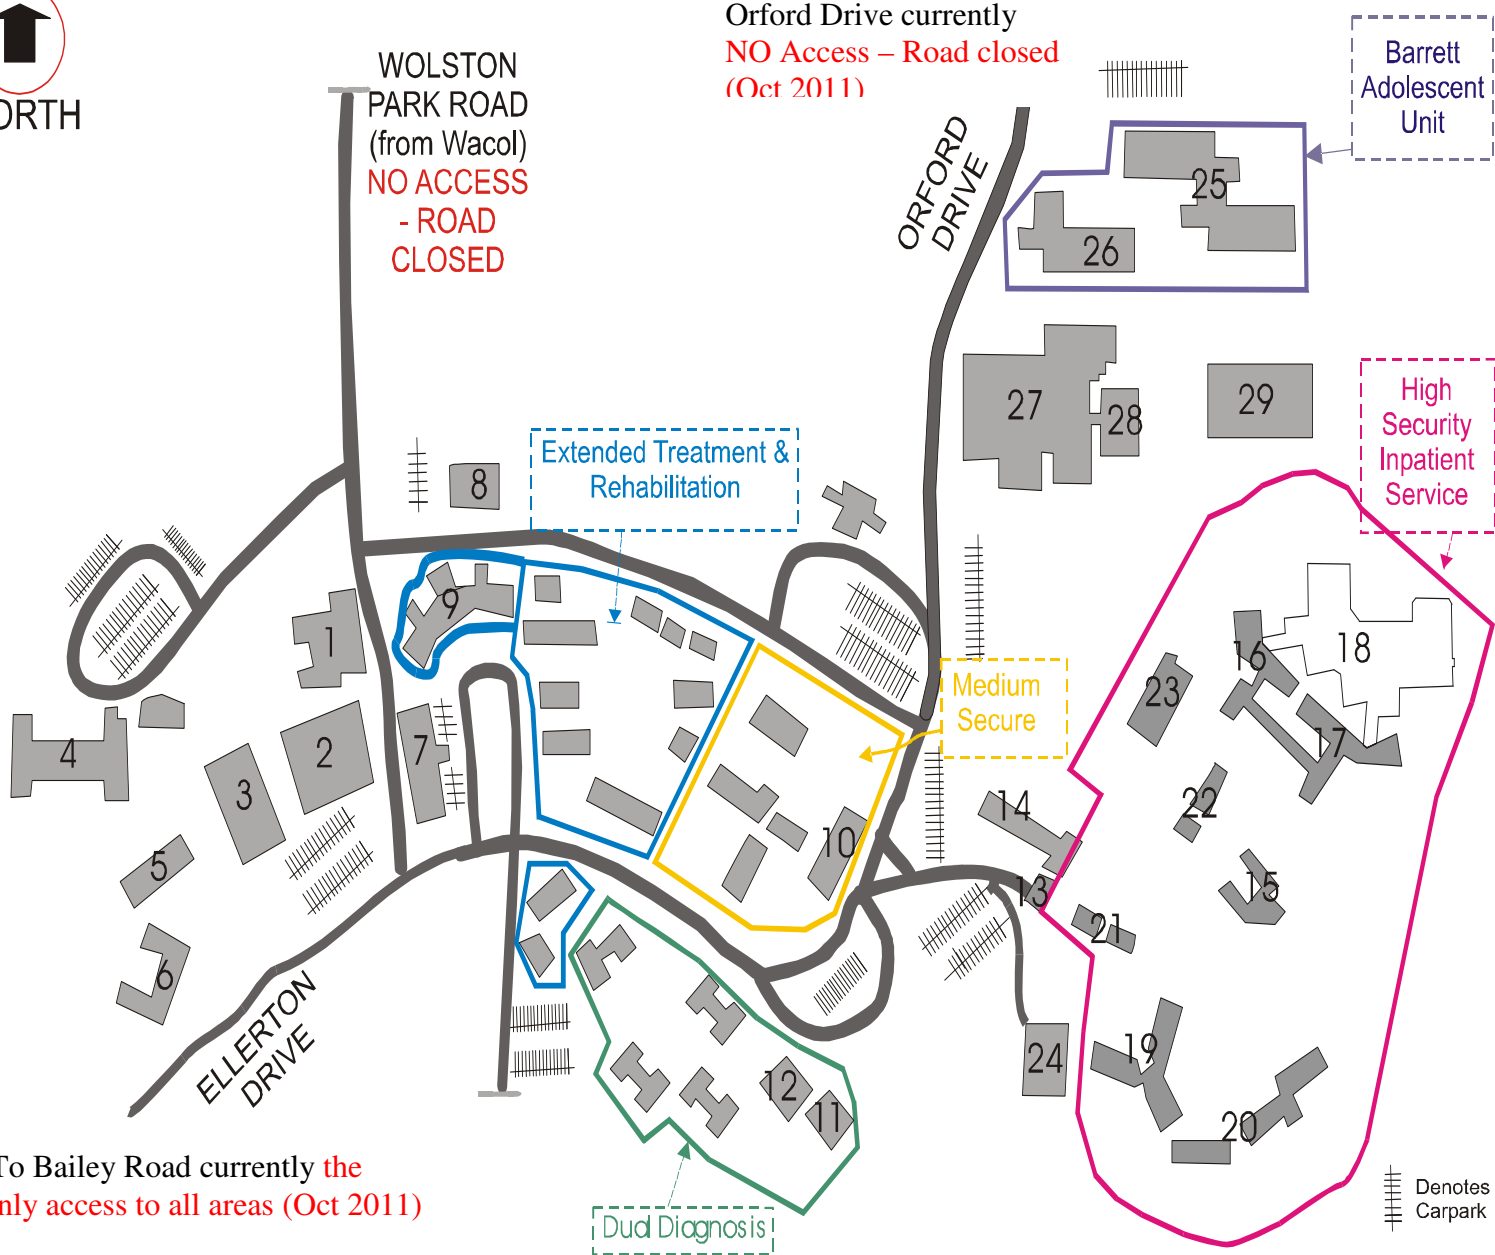 ORTH
WOLSTON
PARK ROAD
(from Wacol)
NO ACCESS
- ROAD
CLOSED
Orford Drive currently
NO Access – Road closed
(Oct 2011)
ORFORD
DRIVE
Barrett
Adolescent
Unit
25
26
27
28
29
High
Security
Inpatient
Service
Extended Treatment &
Rehabilitation
8
9
1
2
3
4
5
6
7
Medium
Secure
10
14
13
16
18
23
17
22
15
21
19
20
24
12
11
ELLERTON
DRIVE
To Bailey Road currently the
nly access to all areas (Oct 2011)
Dual Diagnosis
Denotes
Carpark